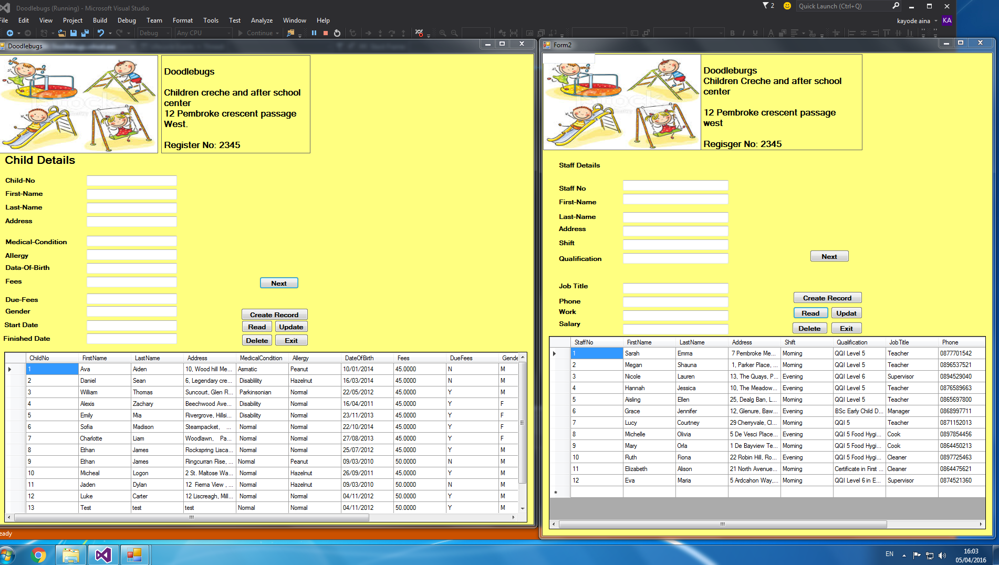 Doodlebugs (Running) - Microsoft Visual Studio
2
Quick Launch (Ctrl+Q)
File Edit View Project Build Debug Team Format Tools Test Analyze Window Help
kayode aina KA
Debug Any CPU Continue
Doodlebugs
Doodlebugs
Children creche and after school
center
12 Pembroke crescent passage
West.
Register No: 2345
Child Details
Child-No
First-Name
Last-Name
Address
Medical-Condition
Allergy
Data-Of-Birth
Fees
Next
Due-Fees
Gender
Start Date
Finished Date
Create Record
Read Update
Delete Exit
ChildNo FirstName LastName Address MedicalCondition Allergy DateOfBirth Fees DueFees Gende
1 Ava Aiden 10, Wood hill Me... Asmatic Peanut 10/01/2014 45.0000 N M
2 Daniel Sean 6, Legendary cre... Disablility Hazelnut 16/03/2014 45.0000 N M
3 William Thomas Suncourt, Glen R... Parkinsonian Normal 22/05/2012 45.0000 Y M
4 Alexis Zachary Beechwood Ave... Disability Normal 16/04/2011 45.0000 Y F
5 Emily Mia Rivergrove, Hillsi... Disability Normal 23/11/2013 45.0000 Y F
6 Sofia Madison Steampacket, ... Normal Normal 22/10/2014 45.0000 Y F
7 Charlotte Liam Woodlawn, Pa... Normal Normal 27/08/2013 45.0000 Y F
8 Ethan James Rockspring Lisca... Normal Normal 25/07/2012 45.0000 Y M
9 Ethan James Ringcurran Rise, ... Normal Peanut 09/03/2010 50.0000 N M
10 Micheal Logon 2 St. Maltose Wa... Normal Hazelnut 26/09/2011 45.0000 Y M
11 Jaden Dylan 12 Fiema View , ... Normal Hazelnut 09/03/2010 50.0000 N M
12 Luke Carter 12 Liscreagh, Mill... Normal Normal 04/11/2012 50.0000 Y M
13 Test test test Normal Normal 04/11/2012 50.0000 Y M
eady
Form2
Doodleburgs
Children Creche and after school
center
12 Pembroke crescent passage
west
Regisger No: 2345
Staff Details
Staff No
First-Name
Last-Name
Address
Shift
Qualification
Next
Job Title
Phone
Work
Salary
Create Record
Read Updat
Delete Exit
StaffNo FirstName LastName Address Shift Qualification JobTitle Phone
1 Sarah Emma 7 Pembroke Me... Morning QQI Level 5 Teacher 0877701542
2 Megan Shauna 1, Parker Place, ... Morning QQI Level 5 Teacher 0896537521
3 Nicole Lauren 13, The Quays, P... Evening QQI Level 6 Supervisor 0894529040
4 Hannah Jessica 10, The Meadow... Evening QQI Level 5 Teacher 0876589663
5 Aisling Ellen 25, Dealg Ban, L... Morning QQI Level 5 Teacher 0865697800
6 Grace Jennifer 12, Glenure, Baw... Evening BSc Early Child D... Manager 0868997711
7 Lucy Courtney 29 Cherryvale, Cl... Morning QQI 5 Teacher 0871152013
8 Michelle Olivia 5 De Vesci Place... Evening QQI 5 Food Hygi... Cook 0897854456
9 Mary Orla 1 De Bayview Te... Morning QQI 5 Food Hygi... Cook 0864450213
10 Ruth Fiona 22 Robin Hill, Ro... Evening QQI 5 Food Hygi... Cleaner 0897725463
11 Elizabeth Alison 21 North Avenue... Morning Certificate in First ... Cleaner 0864475621
12 Eva Maria 5 Ardcahon Way,... Morning QQI Level 6 in E... Supervisor 0874521360
EN
16:03
05/04/2016